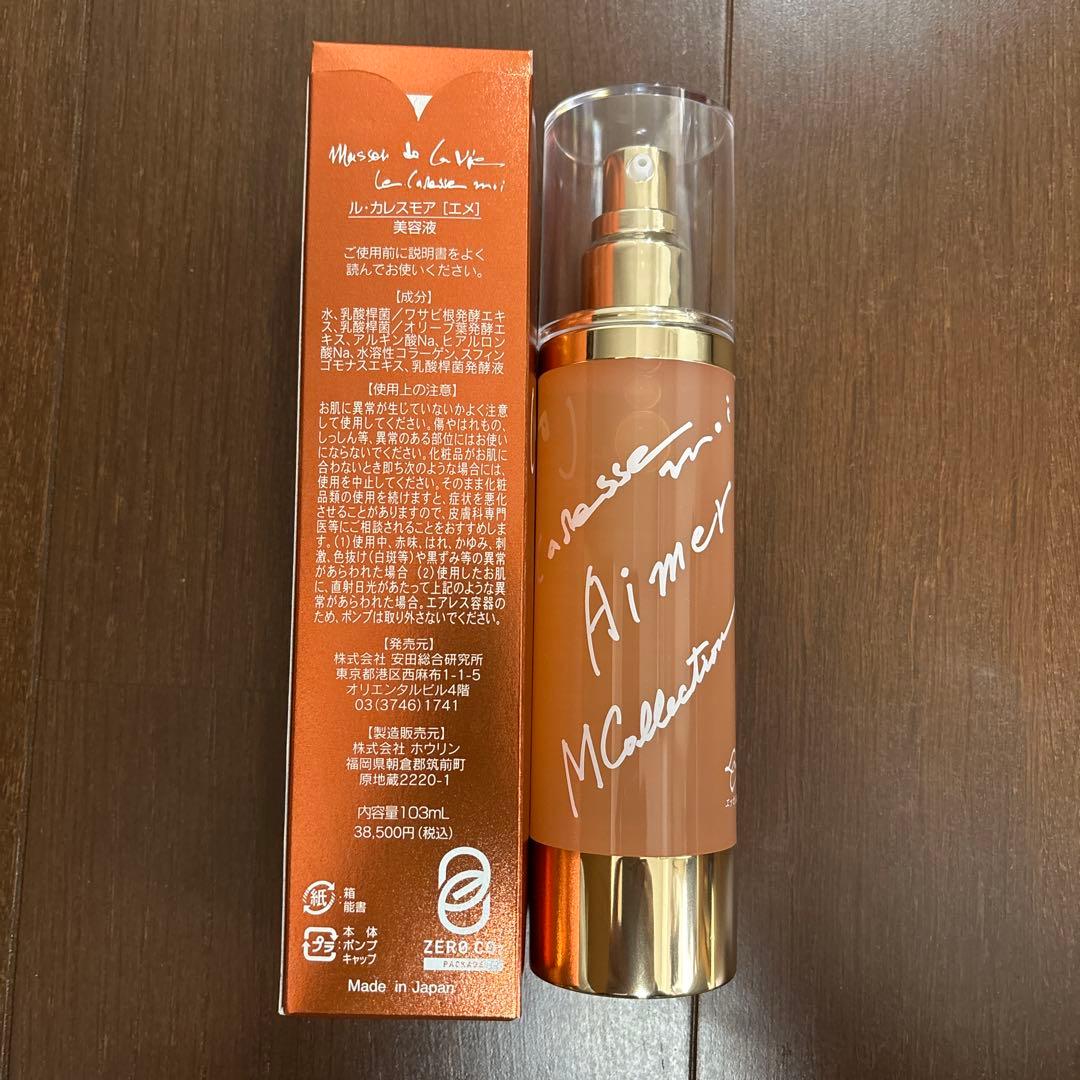 Le Caresse moi
ル・カレスモア [エメ]
美容液
ご使用前に説明書をよく
読んでお使いください。
【成分】
水、乳酸桿菌／ワサビ根発酵エキ
ス、乳酸桿菌／オリーブ葉発酵エ
キス、アルギン酸Na、ヒアルロン
酸Na、水溶性コラーゲン、スフィン
ゴモナスエキス、乳酸桿菌発酵液
【使用上の注意】
お肌に異常が生じていないかよく注意
して使用してください。傷やはれもの、
しっしん等、異常のある部位にはお使い
にならないでください。化粧品がお肌に
合わないとき即ち次のような場合には、
使用を中止してください。そのまま化粧
品類の使用を続けますと、症状を悪化
させることがありますので、皮膚科専門
医等にご相談されることをおすすめしま
す。(1)使用中、赤味、はれ、かゆみ、刺
激、色抜け(白斑等)や黒ずみ等の異常
があらわれた場合 (2)使用したお肌
に、直射日光があたって上記のような異
常があらわれた場合。エアレス容器の
ため、ポンプは取り外さないでください。
【発売元】
株式会社 安田総合研究所
東京都港区西麻布1-1-5
オリエンタルビル4階
03(3746)1741
【製造販売元】
株式会社 ホウリン
福岡県朝倉郡筑前町
原地蔵2220-1
内容量103mL
38,500円(税込)
紙
:箱
能書
プラ
:本体
ポンプ
キャップ
ZERO CO
PACKAGE
Made in Japan
Caresse moi
Aimer
M Collection